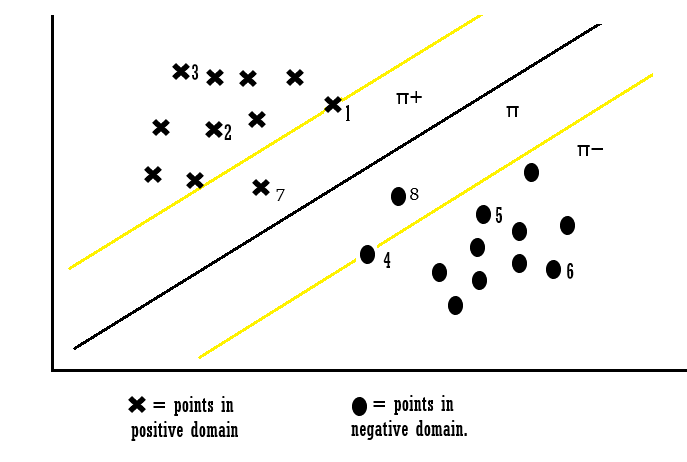 3
π+
1
π
2
π−
7
8
5
4
6
= points in
positive domain
= points in
negative domain.